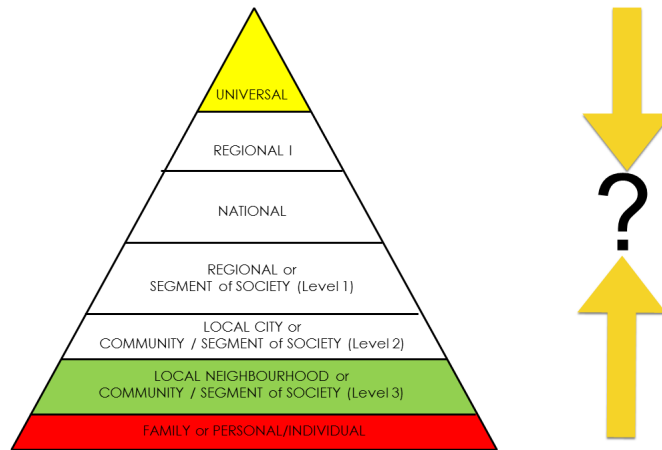 UNIVERSAL
REGIONAL I
?
NATIONAL
REGIONAL or
SEGMENT of SOCIETY (Level 1)
LOCAL CITY or
COMMUNITY / SEGMENT of SOCIETY (Level 2)
LOCAL NEIGHBOURHOOD or
COMMUNITY / SEGMENT of SOCIETY (Level 3)
FAMILY or PERSONAL/INDIVIDUAL